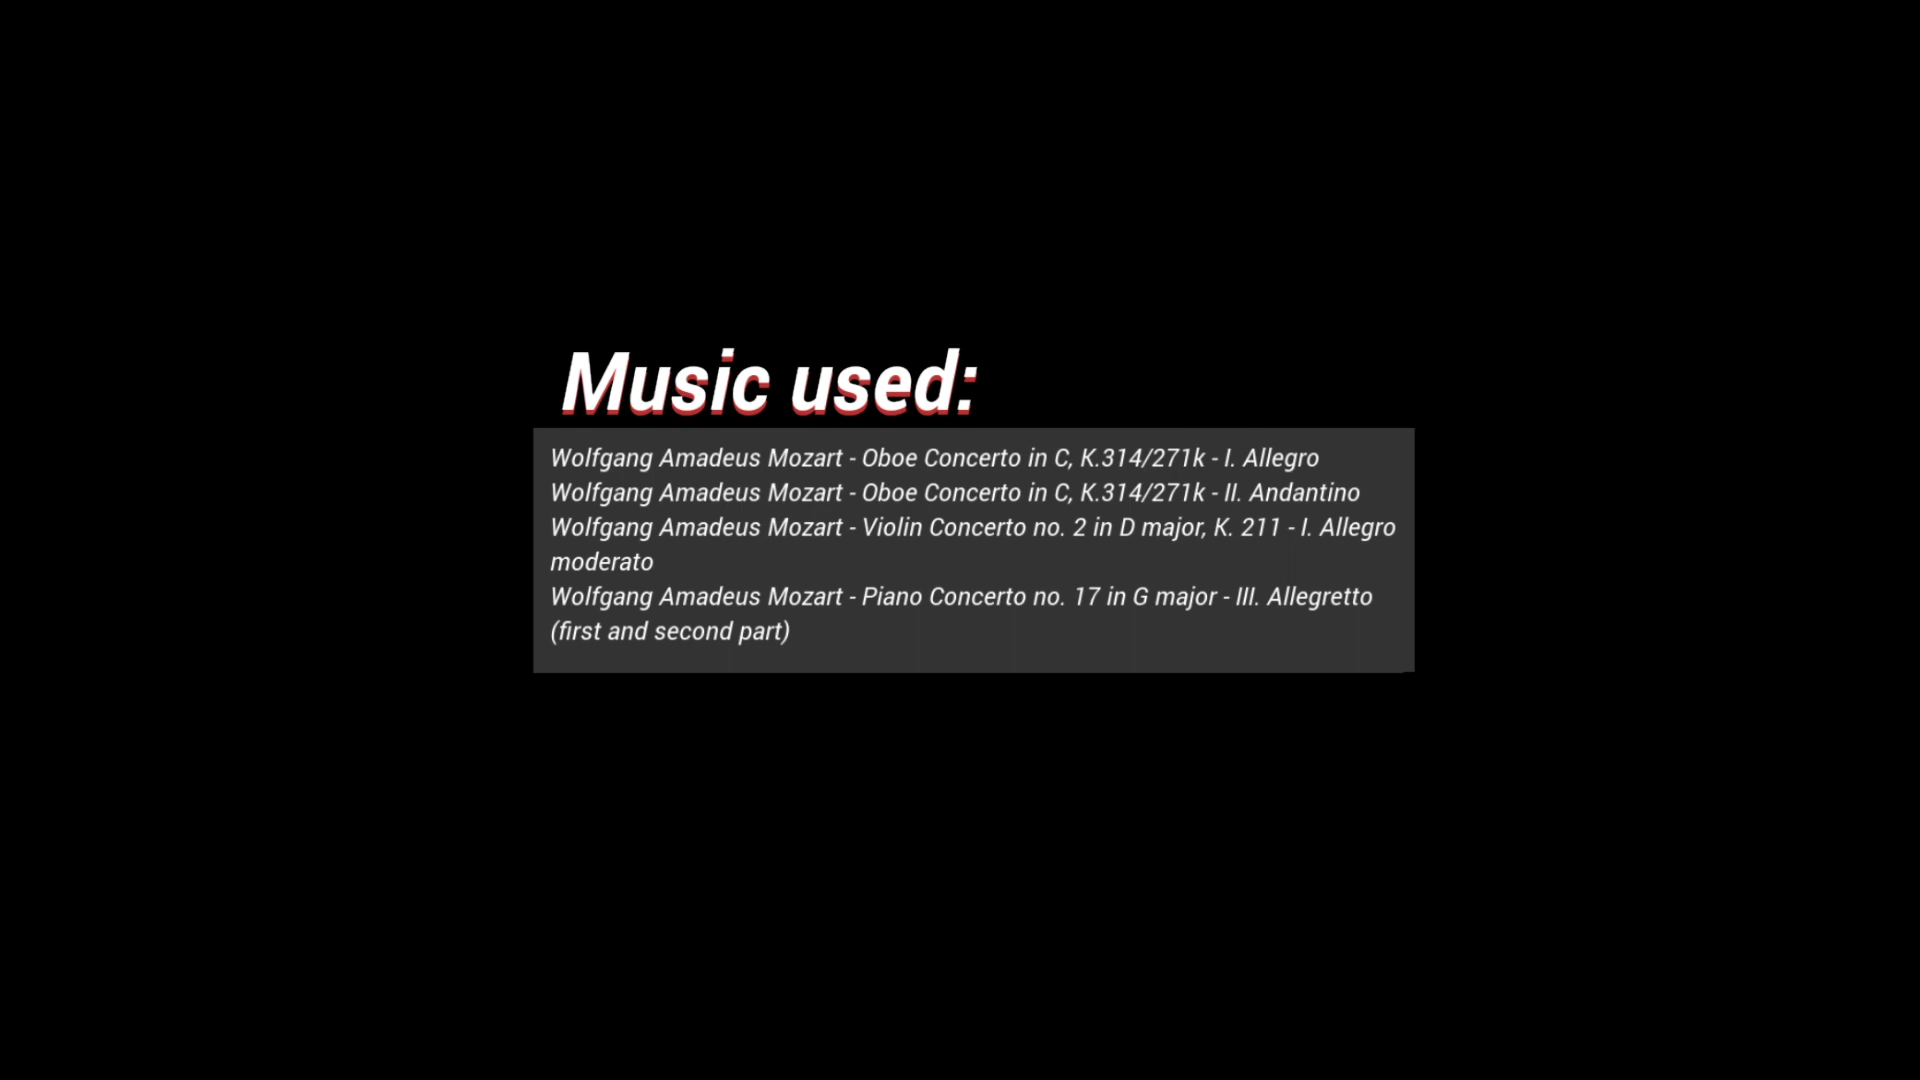 Music used:
Wolfgang Amadeus Mozart - Oboe Concerto in C, K.314/271k - I. Allegro
Wolfgang Amadeus Mozart - Oboe Concerto in C, K.314/271k - II. Andantino
Wolfgang Amadeus Mozart - Violin Concerto no. 2 in D major, K. 211 - I. Allegro
moderato
Wolfgang Amadeus Mozart - Piano Concerto no. 17 in G major - III. Allegretto
(first and second part)